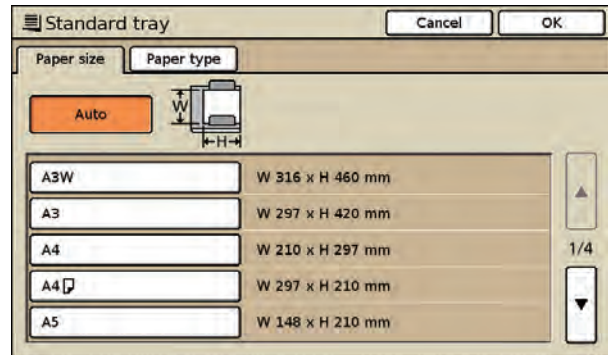 Standard tray
Cancel
OK
Paper size
Paper type
Auto
W
H
A3W W 316 x H 460 mm
A3 W 297 x H 420 mm
A4 W 210 x H 297 mm
1/4
A4 W 297 x H 210 mm
A5 W 148 x H 210 mm